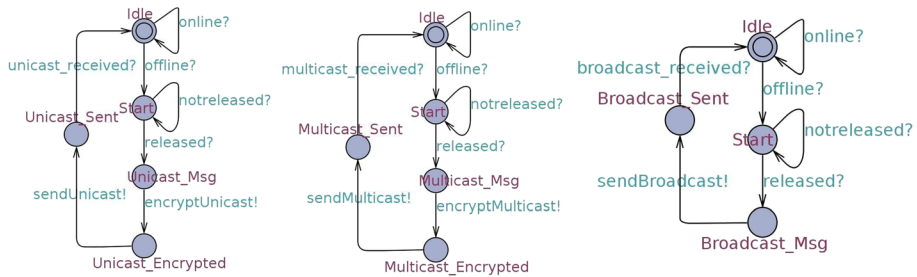 Idle
online?
unicast_received?
offline?
notreleased?
Start
Unicast_Sent
released?
Unicast_Msg
sendUnicast!
encryptUnicast!
Unicast_Encrypted
Idle
online?
multicast_received?
offline?
notreleased?
Start
Multicast_Sent
released?
Multicast_Msg
sendMulticast!
encryptMulticast!
Multicast_Encrypted
Idle
online?
broadcast_received?
offline?
Broadcast_Sent
notreleased?
Start
sendBroadcast!
released?
Broadcast_Msg